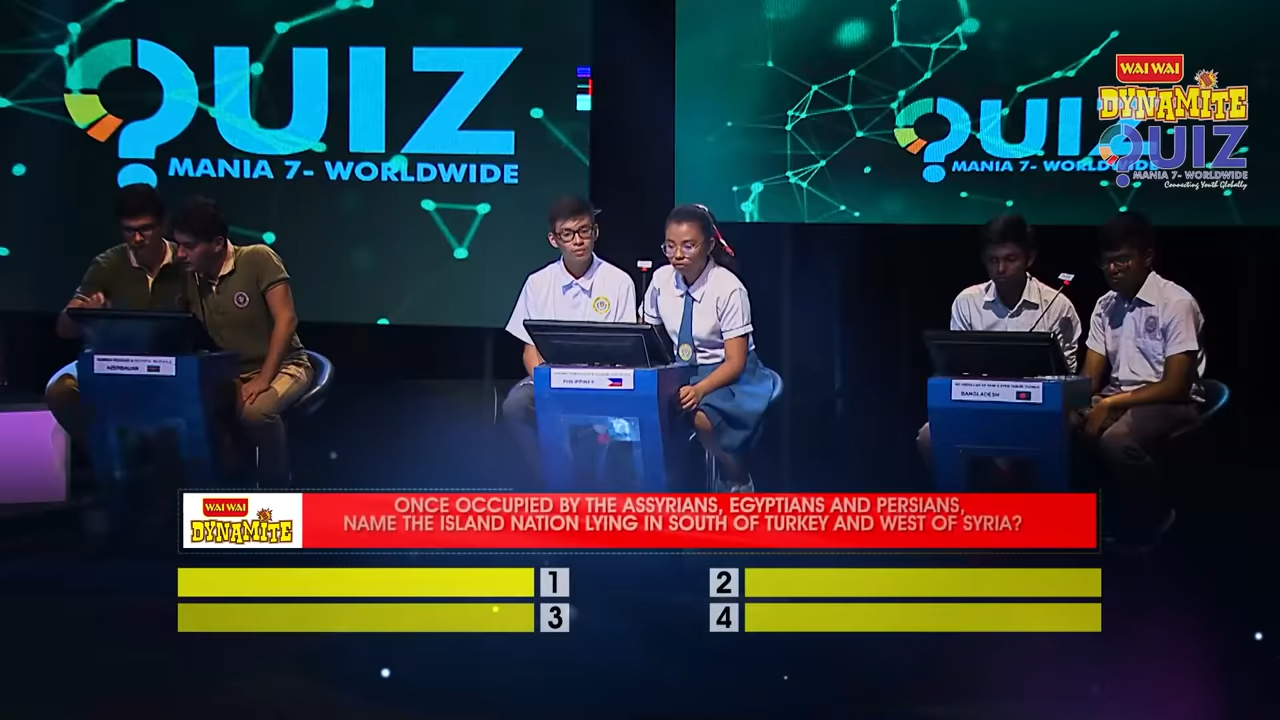 QUIZ
MANIA 7- WORLDWIDE
QUIZ
MANIA 7- WORLDWIDE
WAI WAI
DYNAMITE
QUIZ
MANIA 7- WORLDWIDE
Connecting Youth Globally
AZERBAIJAN
PHILIPPINES
BANGLADESH
WAI WAI
DYNAMITE
ONCE OCCUPIED BY THE ASSYRIANS, EGYPTIANS AND PERSIANS,
NAME THE ISLAND NATION LYING IN SOUTH OF TURKEY AND WEST OF SYRIA?
1
2
3
4